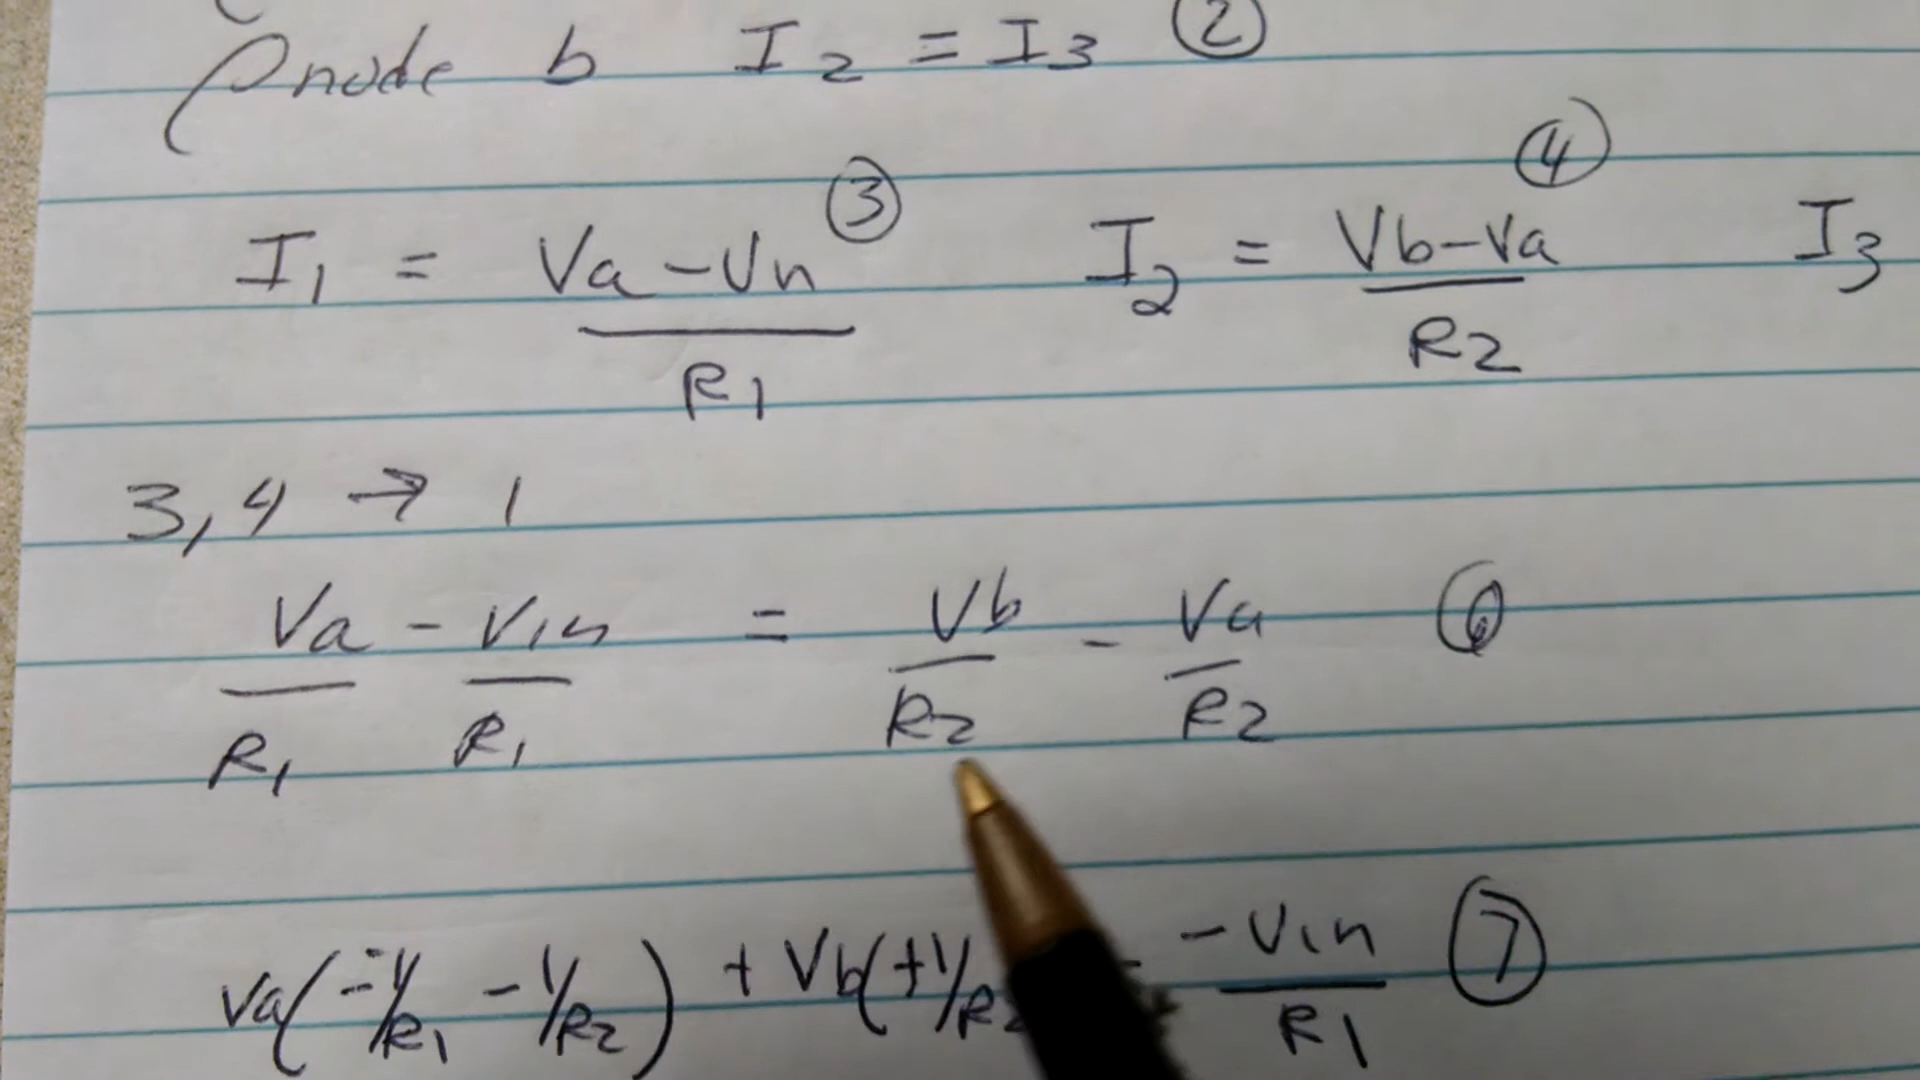 node b I2 = I3 ②
I1 = Va - Vn / R1 ③ I2 = Vb - Va / R2 ④ I3
3,4 → 1
Va / R1 - Vin / R1 = Vb / R2 - Va / R2 ⑥
Va(-1/R1 - 1/R2) + Vb(+1/R2 - Vin / R1 ⑦